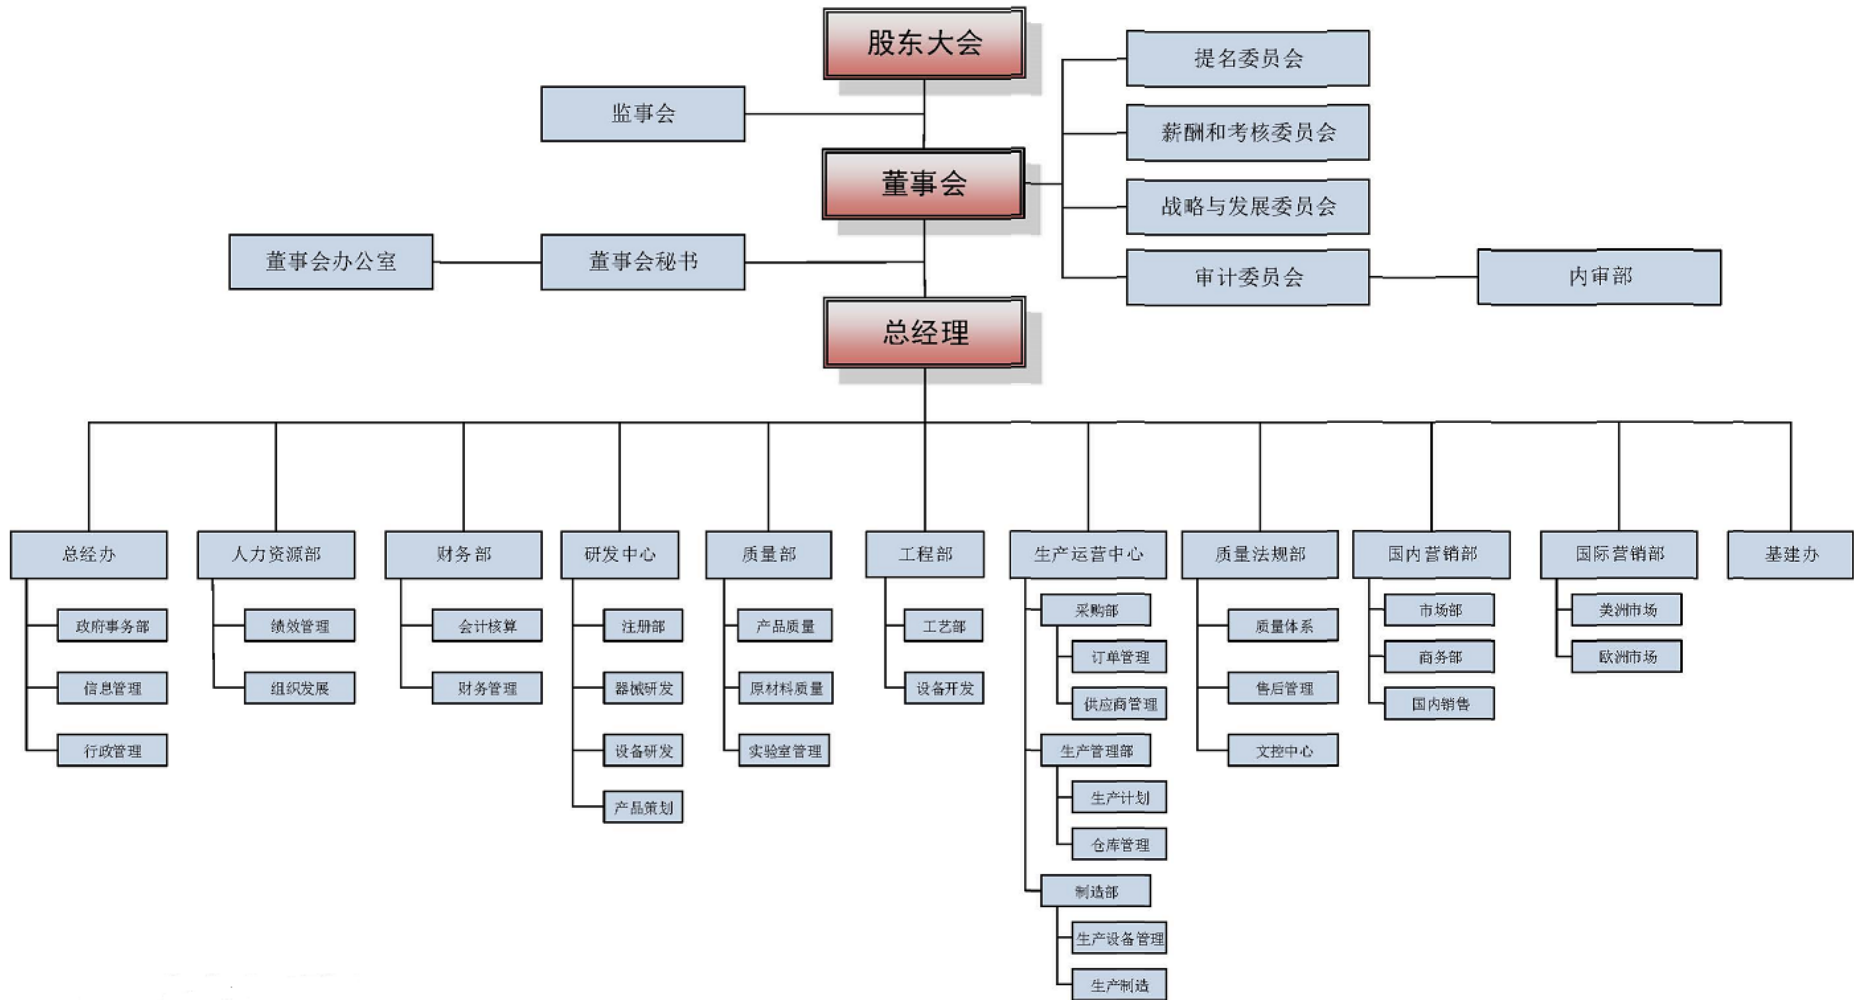 股东大会
提名委员会
监事会
薪酬和考核委员会
董事会
战略与发展委员会
董事会办公室
董事会秘书
审计委员会
内审部
总经理
总经办
人力资源部
财务部
研发中心
质量部
工程部
生产运营中心
质量法规部
国内营销部
国际营销部
基建办
政府事务部
信息管理
行政管理
绩效管理
组织发展
会计核算
财务管理
注册部
器械研发
设备研发
产品策划
产品质量
原材料质量
实验室管理
工艺部
设备开发
采购部
订单管理
供应商管理
生产管理部
生产计划
仓库管理
制造部
生产设备管理
生产制造
质量体系
售后管理
文控中心
市场部
商务部
国内销售
美洲市场
欧洲市场